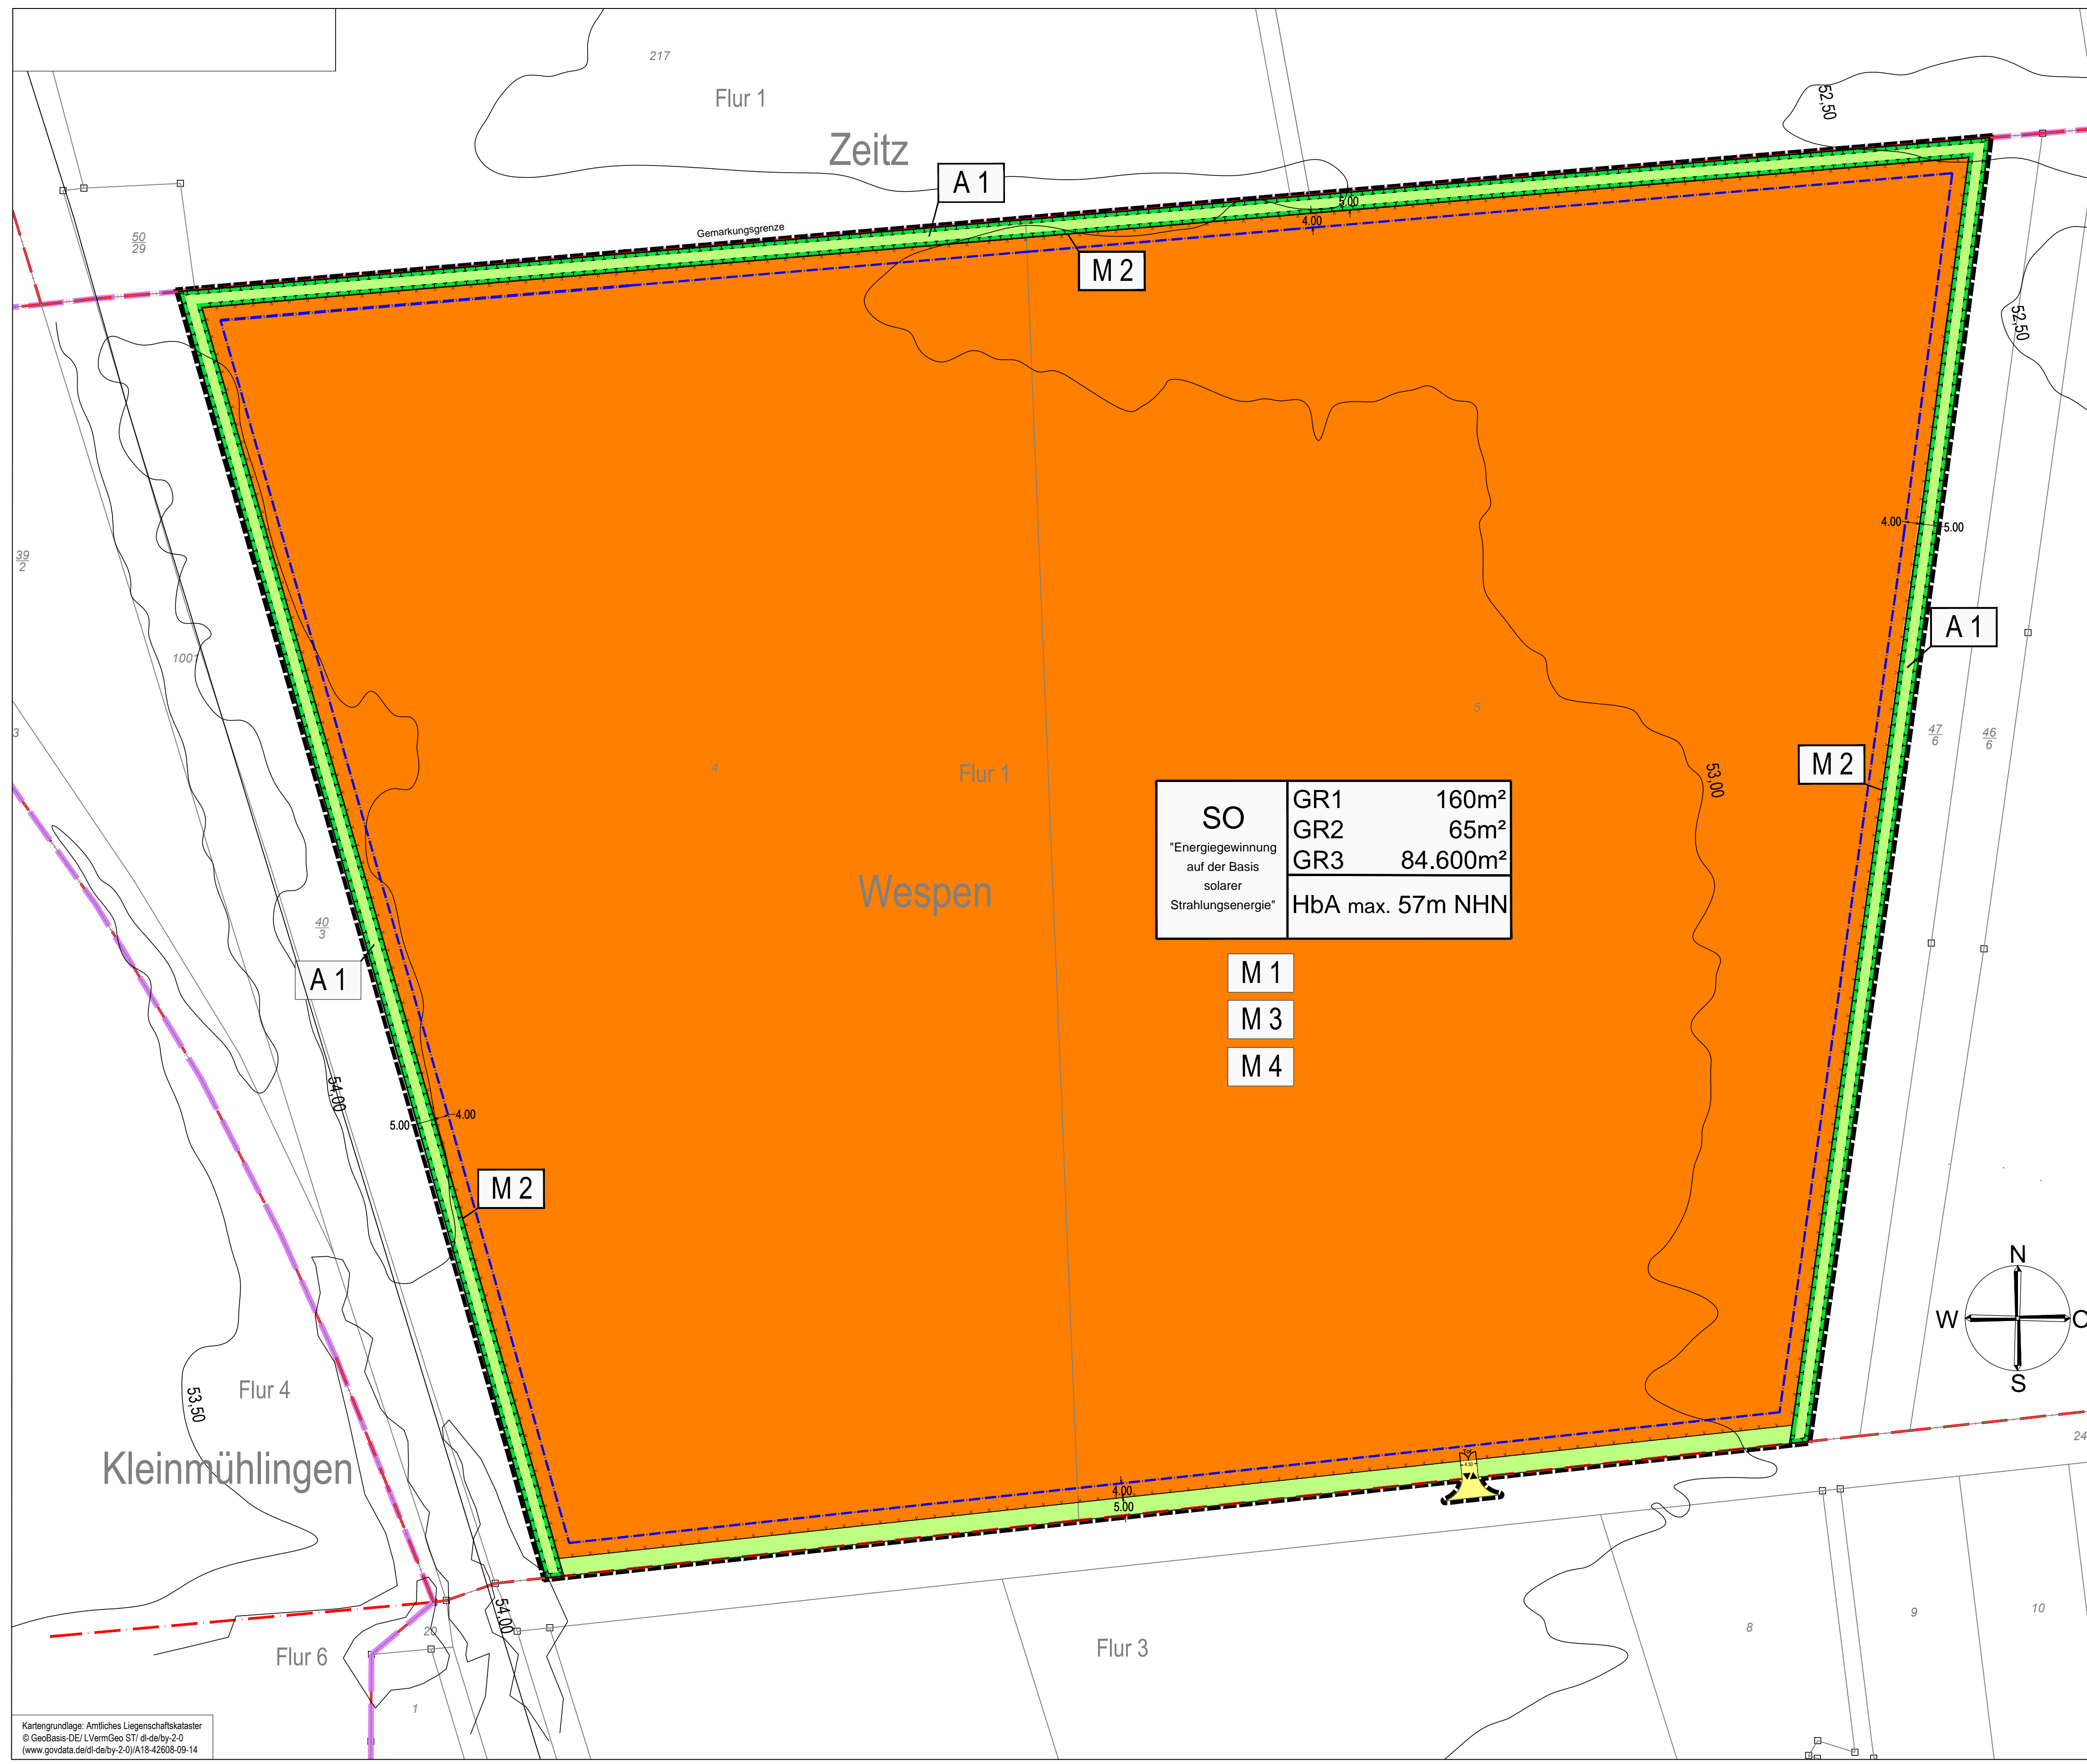 217
Flur 1
Zeitz
52,50
A 1
5.00
4.00
Gemarkungsgrenze
50
29
M 2
52,50
4.00
5.00
39
2
A 1
1001
3
4
Flur 1
5
47
6
46
6
53,00
M 2
SO
"Energiegewinnung
auf der Basis
solarer
Strahlungsenergie"
GR1 160m²
GR2 65m²
GR3 84.600m²
HbA max. 57m NHN
Wespen
40
3
A 1
M 1
M 3
M 4
54,00
4.00
5.00
M 2
N
W
O
S
53,50
Flur 4
Kleinmühlingen
24
4.50
4.00
5.00
54,00
20
Flur 6
Flur 3
8
9
10
1
Kartengrundlage: Amtliches Liegenschaftskataster
© GeoBasis-DE/ LVermGeo ST/ dl-de/by-2-0
(www.govdata.de/dl-de/by-2-0)/A18-42608-09-14